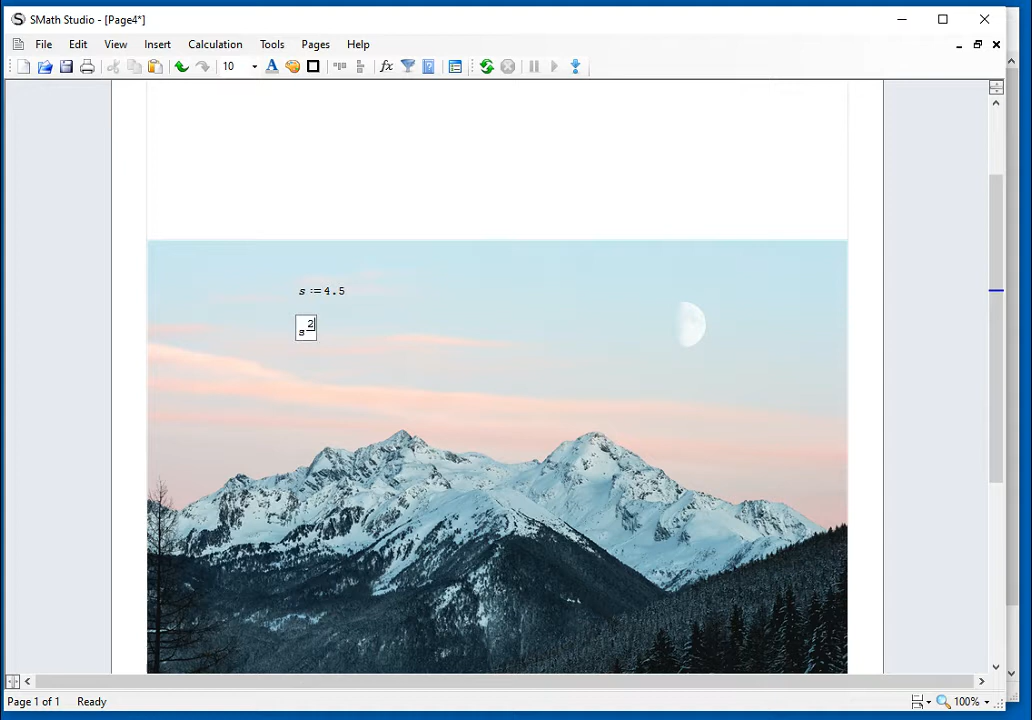 SMath Studio - [Page4*]
File Edit View Insert Calculation Tools Pages Help
10 A fx
s := 4.5
s²
Page 1 of 1 Ready 100%